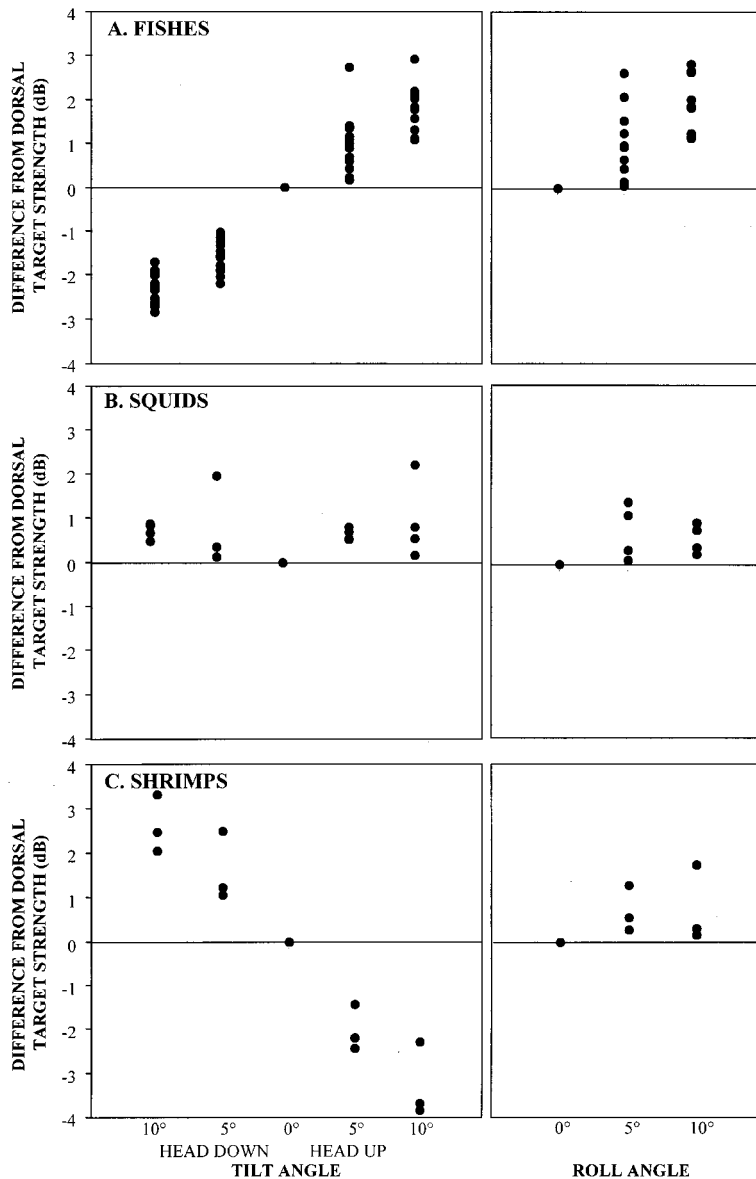 A. FISHES
DIFFERENCE FROM DORSAL
TARGET STRENGTH (dB)
4
3
2
1
0
-1
-2
-3
-4
B. SQUIDS
DIFFERENCE FROM DORSAL
TARGET STRENGTH (dB)
4
3
2
1
0
-1
-2
-3
-4
C. SHRIMPS
DIFFERENCE FROM DORSAL
TARGET STRENGTH (dB)
4
3
2
1
0
-1
-2
-3
-4
10° 5° 0° 5° 10°
HEAD DOWN HEAD UP
TILT ANGLE
0° 5° 10°
ROLL ANGLE